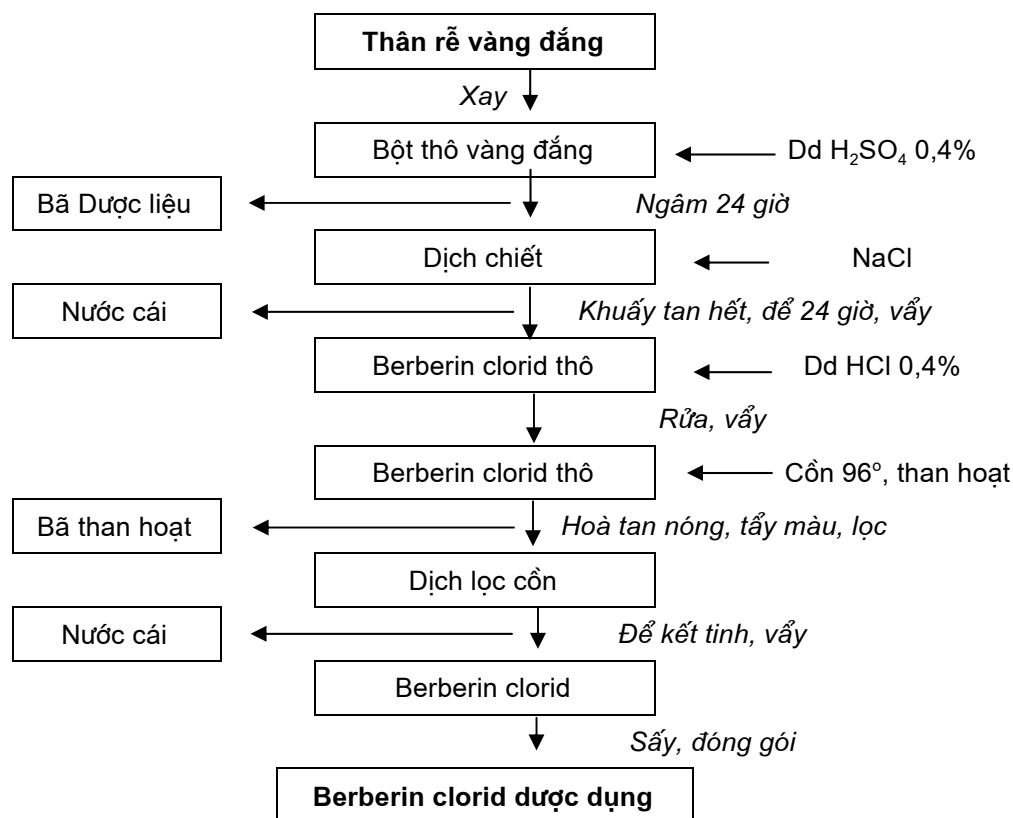 Thân rễ vàng đắng
Xay
Bột thô vàng đắng
Dd H₂SO₄ 0,4%
Bã Dược liệu
Ngâm 24 giờ
Dịch chiết
NaCl
Nước cái
Khuấy tan hết, để 24 giờ, vẩy
Berberin clorid thô
Dd HCl 0,4%
Rửa, vẩy
Berberin clorid thô
Cồn 96°, than hoạt
Bã than hoạt
Hoà tan nóng, tẩy màu, lọc
Dịch lọc cồn
Nước cái
Để kết tinh, vẩy
Berberin clorid
Sấy, đóng gói
Berberin clorid dược dụng